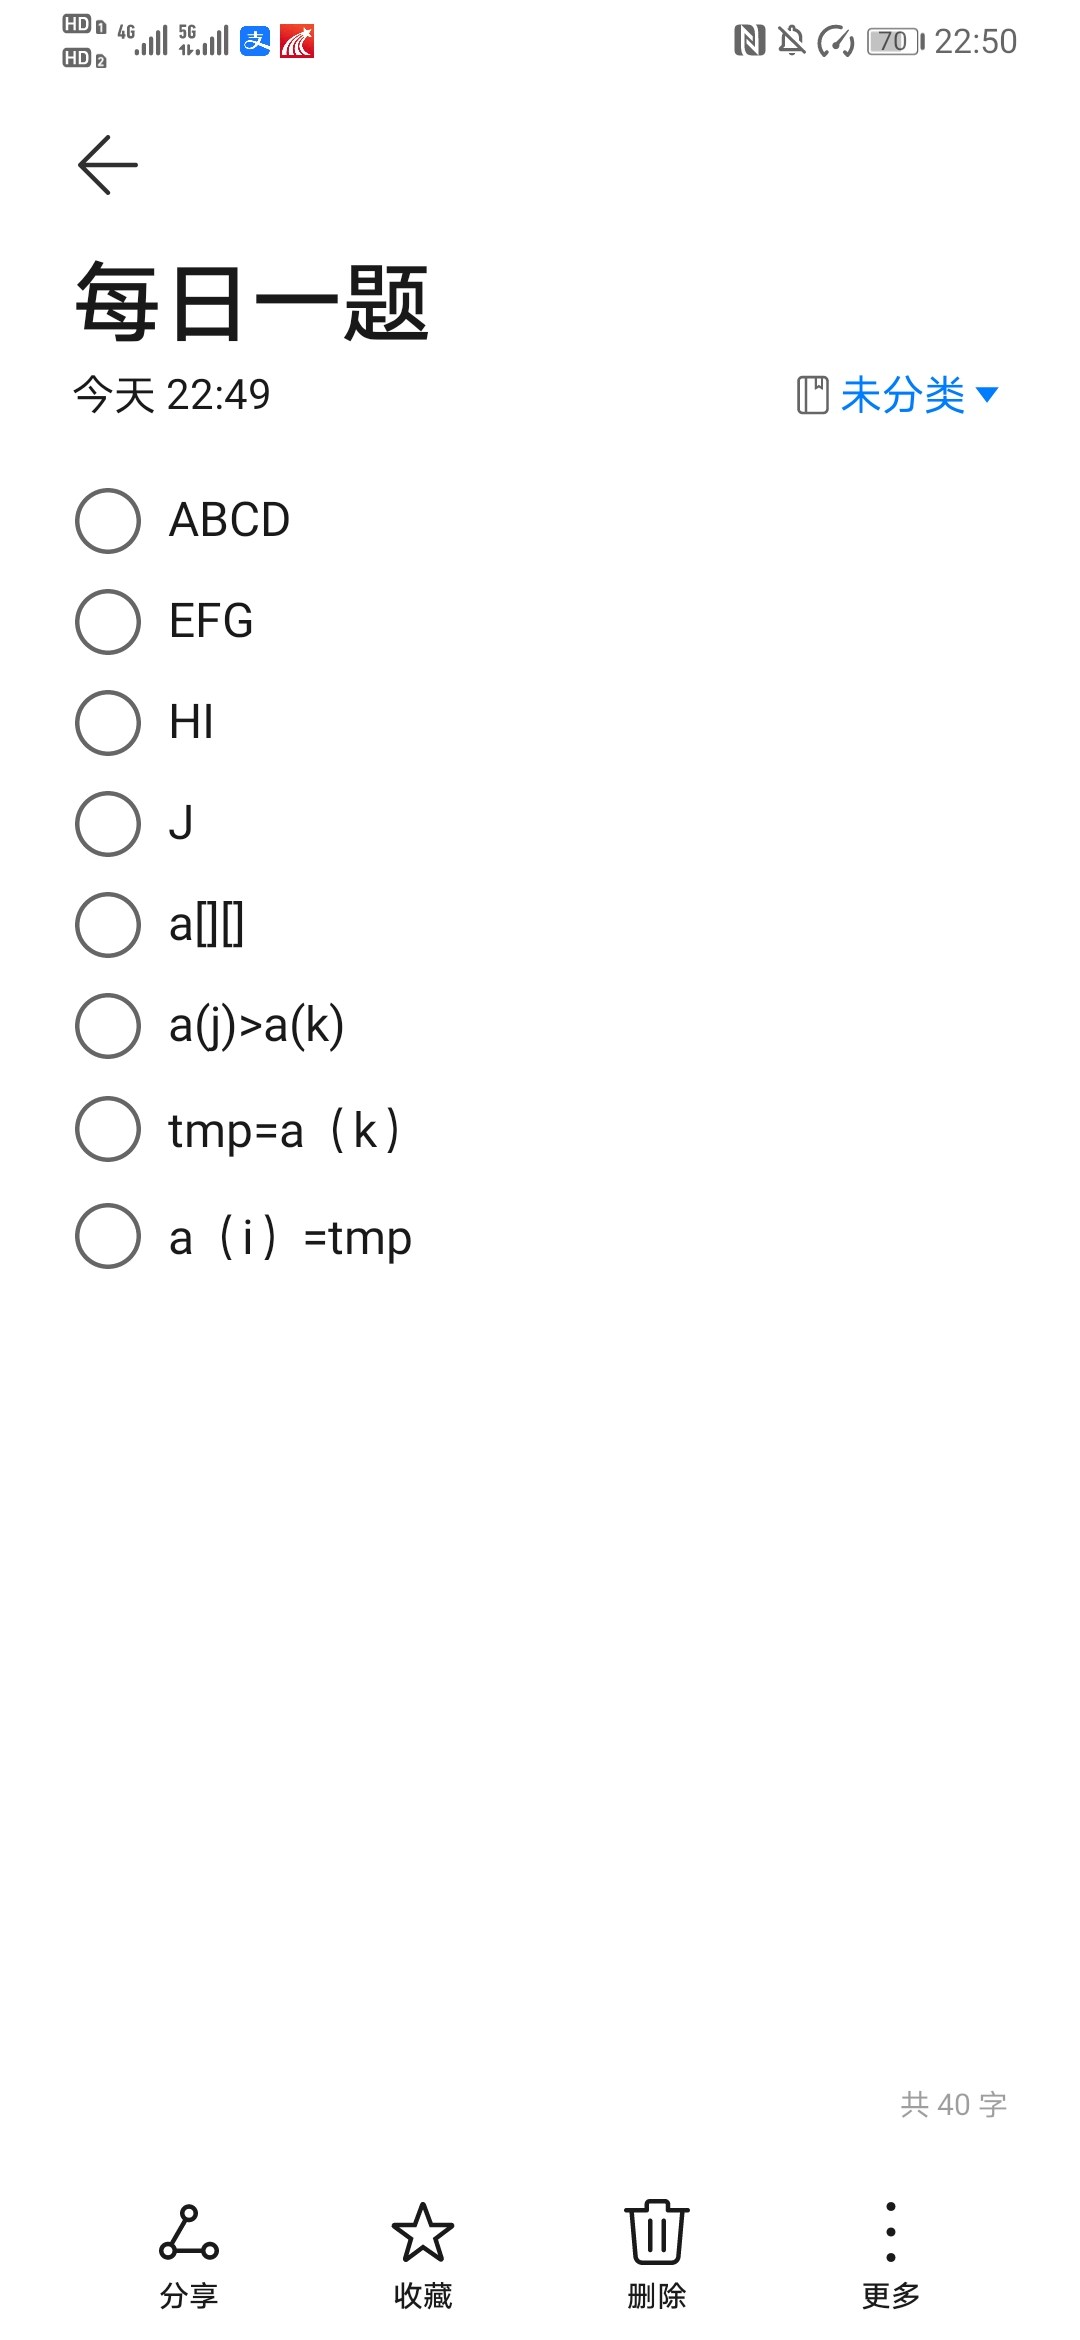 HD 1 4G 5G 支 70 22:50
HD 2
每日一题
今天 22:49 未分类
ABCD
EFG
HI
J
a[][]
a(j)>a(k)
tmp=a（k）
a（i）=tmp
共 40 字
分享 收藏 删除 更多